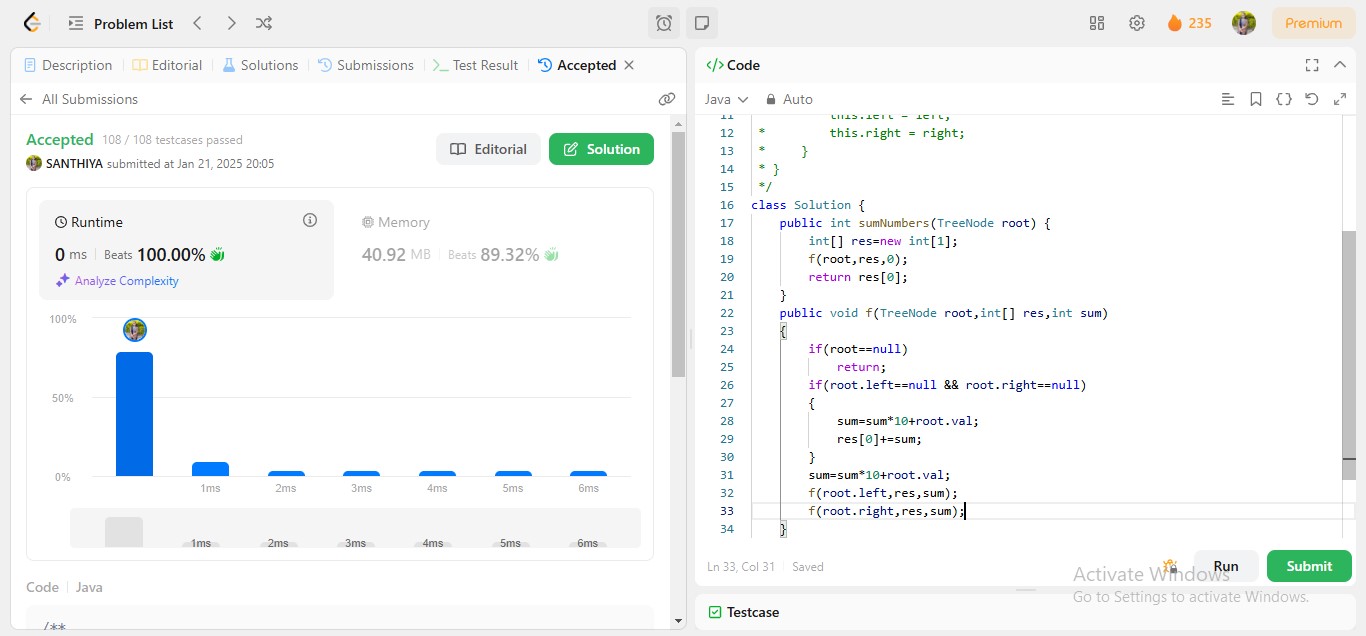 Problem List
235
Premium
Description
Editorial
Solutions
Submissions
Test Result
Accepted
All Submissions
Accepted 108 / 108 testcases passed
SANTHIYA submitted at Jan 21, 2025 20:05
Editorial
Solution
Runtime
0 ms Beats 100.00%
Analyze Complexity
Memory
40.92 MB Beats 89.32%
100%
50%
0%
1ms 2ms 3ms 4ms 5ms 6ms
1ms 2ms 3ms 4ms 5ms 6ms
Code Java
/**
</> Code
Java Auto
11 this.left = left;
12 * this.right = right;
13 * }
14 * }
15 */
16 class Solution {
17 public int sumNumbers(TreeNode root) {
18 int[] res=new int[1];
19 f(root,res,0);
20 return res[0];
21 }
22 public void f(TreeNode root,int[] res,int sum)
23 {
24 if(root==null)
25 return;
26 if(root.left==null && root.right==null)
27 {
28 sum=sum*10+root.val;
29 res[0]+=sum;
30 }
31 sum=sum*10+root.val;
32 f(root.left,res,sum);
33 f(root.right,res,sum);
34 }
Ln 33, Col 31 Saved
Run
Submit
Activate Windows
Go to Settings to activate Windows.
Testcase